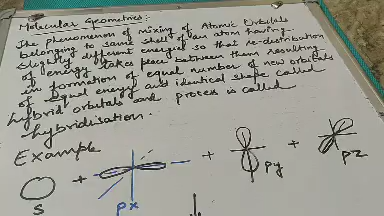 Molecular Geometries:
The phenomenon of mixing of Atomic Orbitals
belonging to same shell of an atom having
slightly different energies so that re-distribution
of energy takes place between them resulting
in formation of equal number of new orbitals
of equal energy and identical shape called
hybrid orbitals and process is called
hybridisation.
Example
+ + +
S px py pz